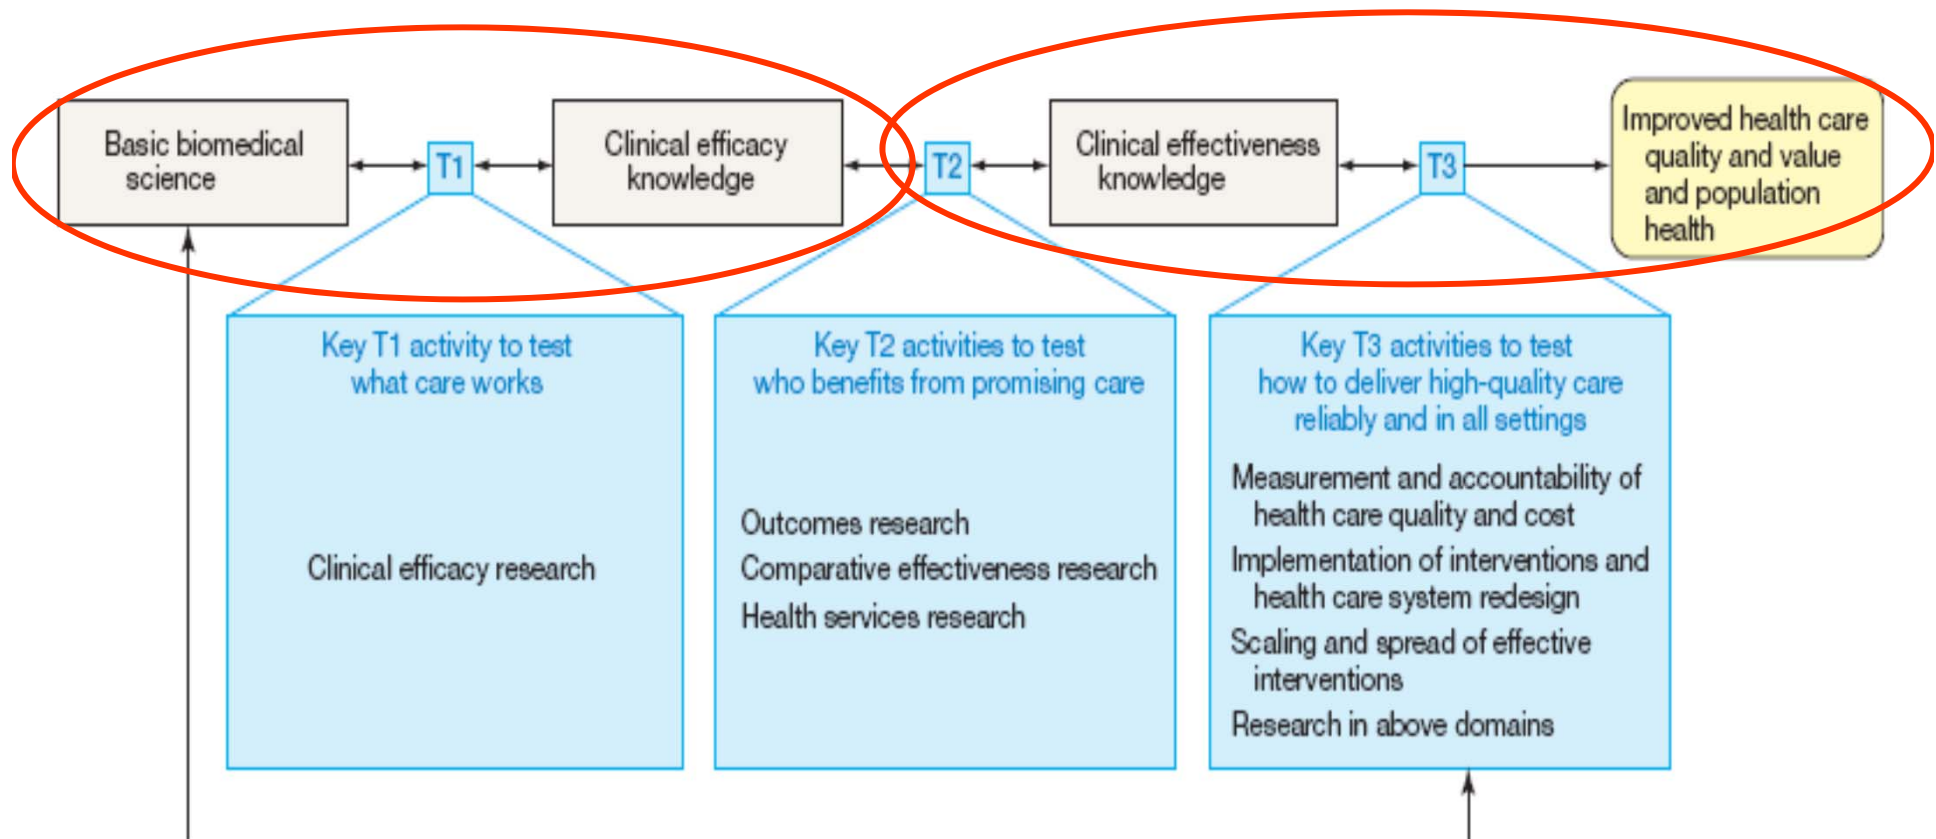 Basic biomedical
science
T1
Clinical efficacy
knowledge
T2
Clinical effectiveness
knowledge
T3
Improved health care
quality and value
and population
health
Key T1 activity to test
what care works
Clinical efficacy research
Key T2 activities to test
who benefits from promising care
Outcomes research
Comparative effectiveness research
Health services research
Key T3 activities to test
how to deliver high-quality care
reliably and in all settings
Measurement and accountability of
health care quality and cost
Implementation of interventions and
health care system redesign
Scaling and spread of effective
interventions
Research in above domains